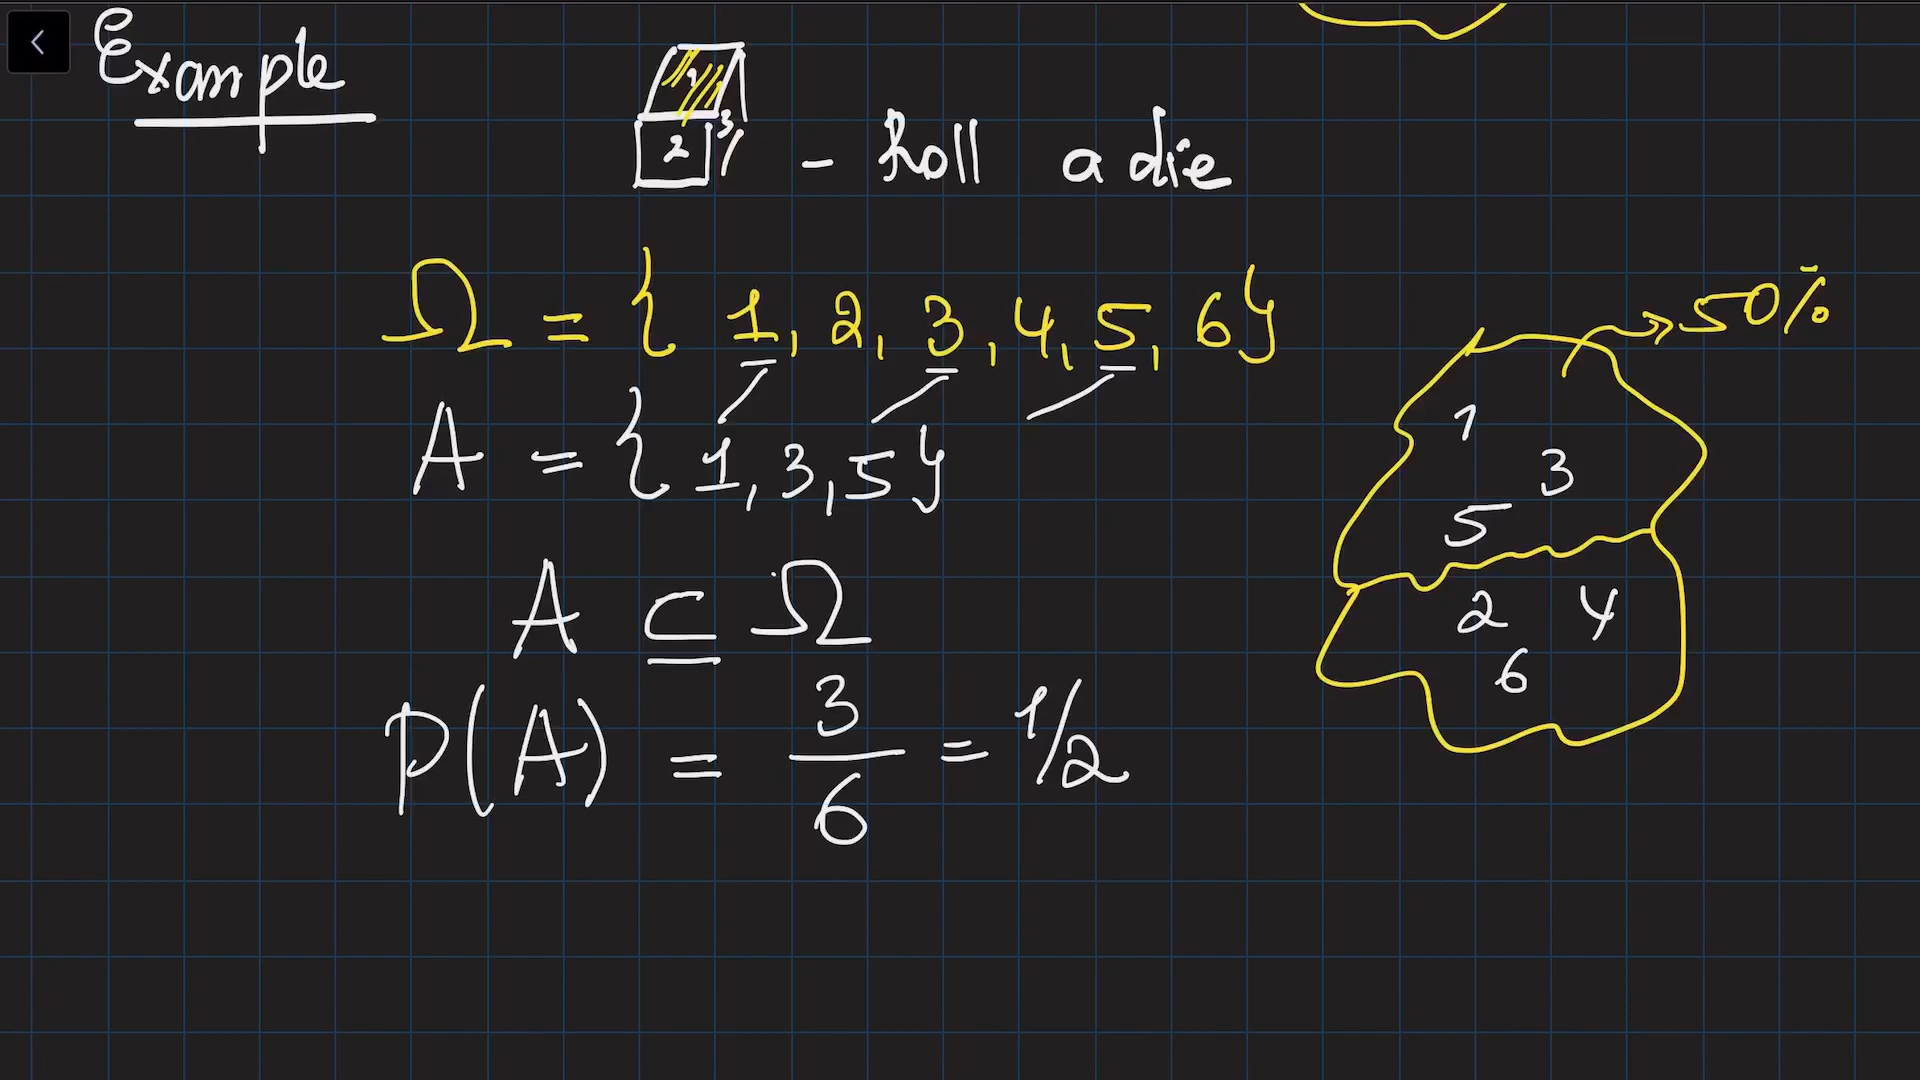 Example
2 3
- Roll a die
Ω = { 1, 2, 3, 4, 5, 6}
A = { 1, 3, 5}
A ⊆ Ω
P(A) = 3/6 = 1/2
→ 50%
1
3
5
2 4
6